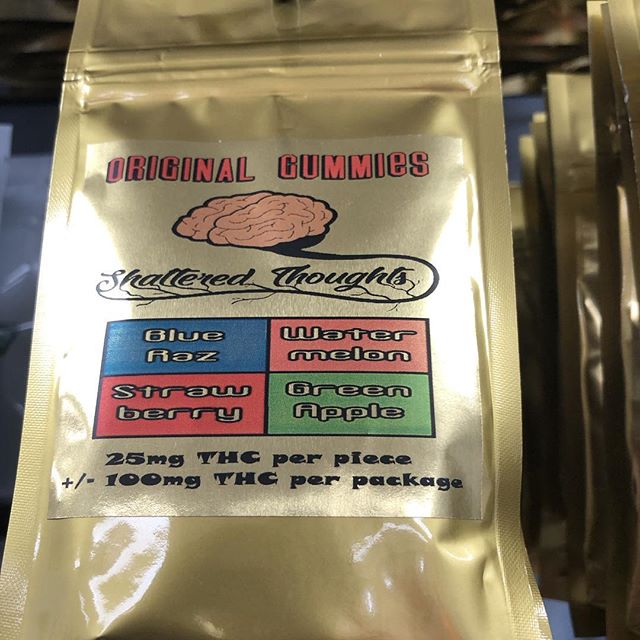 ORIGINAL GUMMIES
Shattered Thoughts
Blue
Raz
Water
melon
Straw
berry
Green
Apple
25mg THC per piece
+/- 100mg THC per package